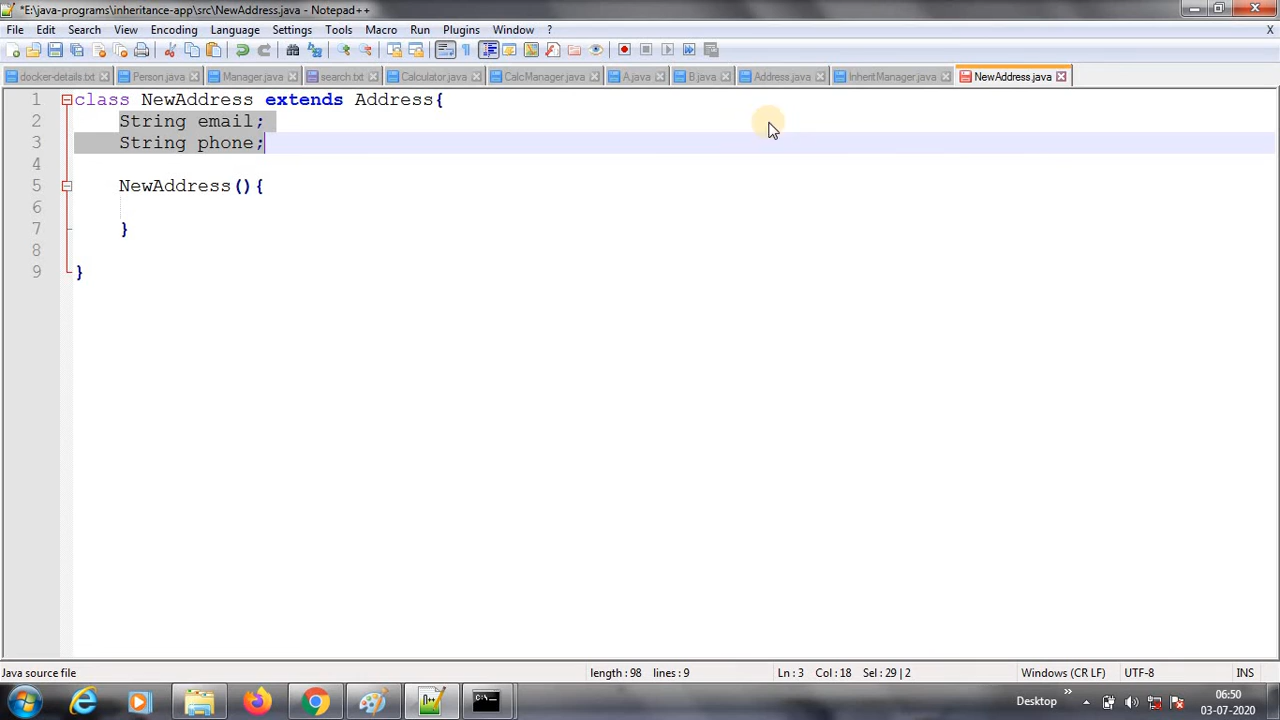 *E:\java-programs\inheritance-app\src\NewAddress.java - Notepad++
File Edit Search View Encoding Language Settings Tools Macro Run Plugins Window ? X
docker-details.txt Person.java Manager.java search.txt Calculator.java CalcManager.java A.java B.java Address.java InheritManager.java NewAddress.java
1 class NewAddress extends Address{
2 String email;
3 String phone;
4
5 NewAddress(){
6
7 }
8
9 }
Java source file length : 98 lines : 9 Ln : 3 Col : 18 Sel : 29 | 2 Windows (CR LF) UTF-8 INS
Desktop » 06:50
03-07-2020